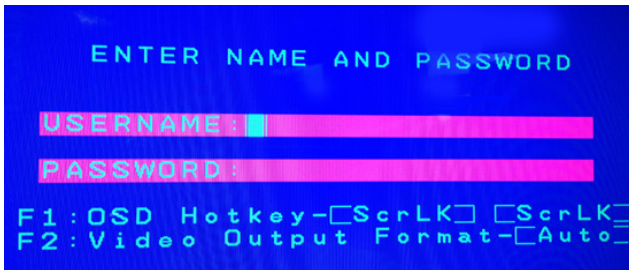 ENTER NAME AND PASSWORD
USERNAME:
PASSWORD:
F1:OSD Hotkey-[ScrLK] [ScrLK]
F2:Video Output Format-[Auto]